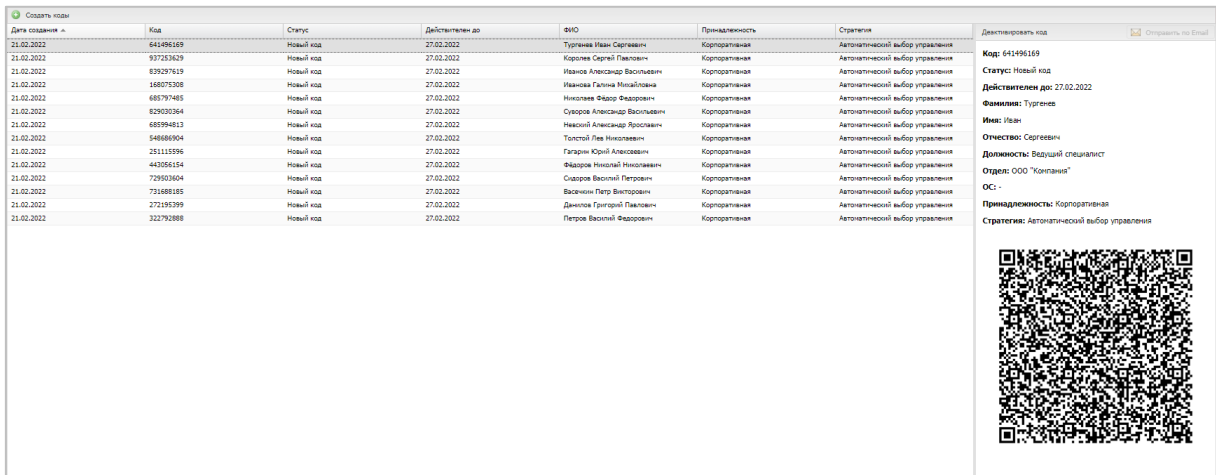 Создать коды
Дата создания Код Статус Действителен до ФИО Принадлежность Стратегия
21.02.2022 641496169 Новый код 27.02.2022 Тургенев Иван Сергеевич Корпоративная Автоматический выбор управления
21.02.2022 937253629 Новый код 27.02.2022 Королев Сергей Павлович Корпоративная Автоматический выбор управления
21.02.2022 839297619 Новый код 27.02.2022 Иванов Александр Васильевич Корпоративная Автоматический выбор управления
21.02.2022 168075308 Новый код 27.02.2022 Иванова Галина Михайловна Корпоративная Автоматический выбор управления
21.02.2022 685797485 Новый код 27.02.2022 Николаев Фёдор Федорович Корпоративная Автоматический выбор управления
21.02.2022 829030364 Новый код 27.02.2022 Суворов Александр Васильевич Корпоративная Автоматический выбор управления
21.02.2022 685994813 Новый код 27.02.2022 Невский Александр Ярославич Корпоративная Автоматический выбор управления
21.02.2022 548686904 Новый код 27.02.2022 Толстой Лев Николаевич Корпоративная Автоматический выбор управления
21.02.2022 251115596 Новый код 27.02.2022 Гагарин Юрий Алексеевич Корпоративная Автоматический выбор управления
21.02.2022 443056154 Новый код 27.02.2022 Фёдоров Николай Николаевич Корпоративная Автоматический выбор управления
21.02.2022 729503604 Новый код 27.02.2022 Сидоров Василий Петрович Корпоративная Автоматический выбор управления
21.02.2022 731688185 Новый код 27.02.2022 Васечкин Петр Викторович Корпоративная Автоматический выбор управления
21.02.2022 272195399 Новый код 27.02.2022 Данилов Григорий Павлович Корпоративная Автоматический выбор управления
21.02.2022 322792888 Новый код 27.02.2022 Петров Василий Федорович Корпоративная Автоматический выбор управления
Деактивировать код Отправить по Email
Код: 641496169
Статус: Новый код
Действителен до: 27.02.2022
Фамилия: Тургенев
Имя: Иван
Отчество: Сергеевич
Должность: Ведущий специалист
Отдел: ООО "Компания"
ОС: -
Принадлежность: Корпоративная
Стратегия: Автоматический выбор управления